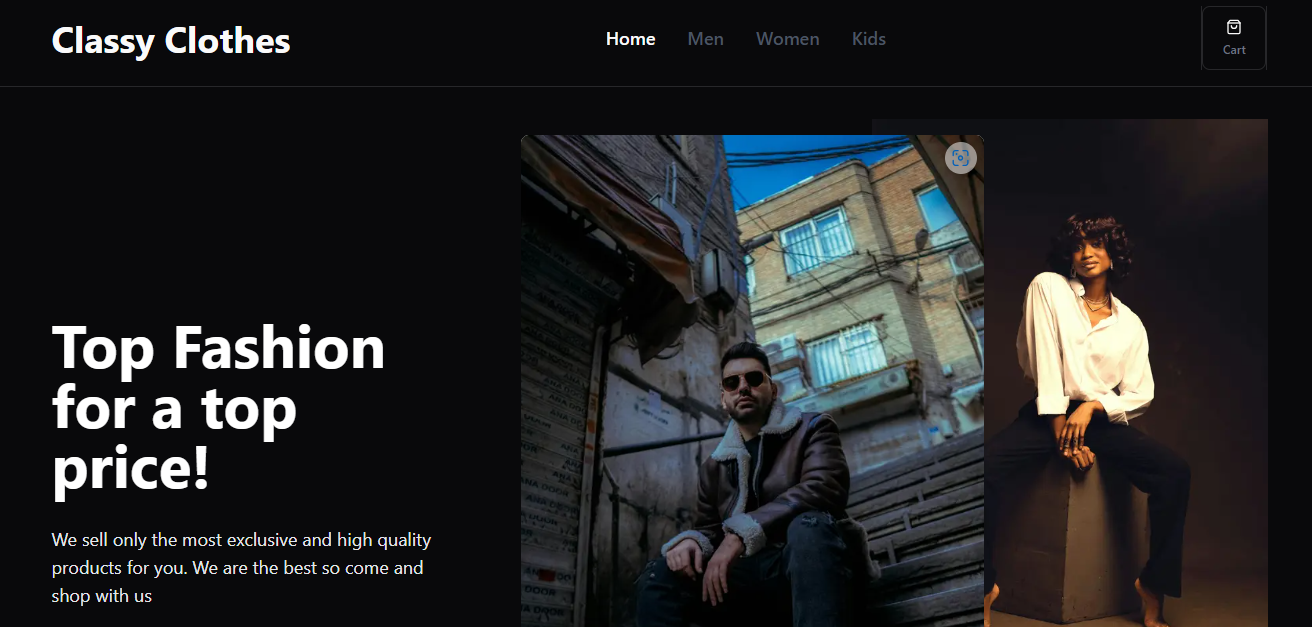 Classy Clothes
Home Men Women Kids
Cart
Top Fashion
for a top
price!
We sell only the most exclusive and high quality
products for you. We are the best so come and
shop with us